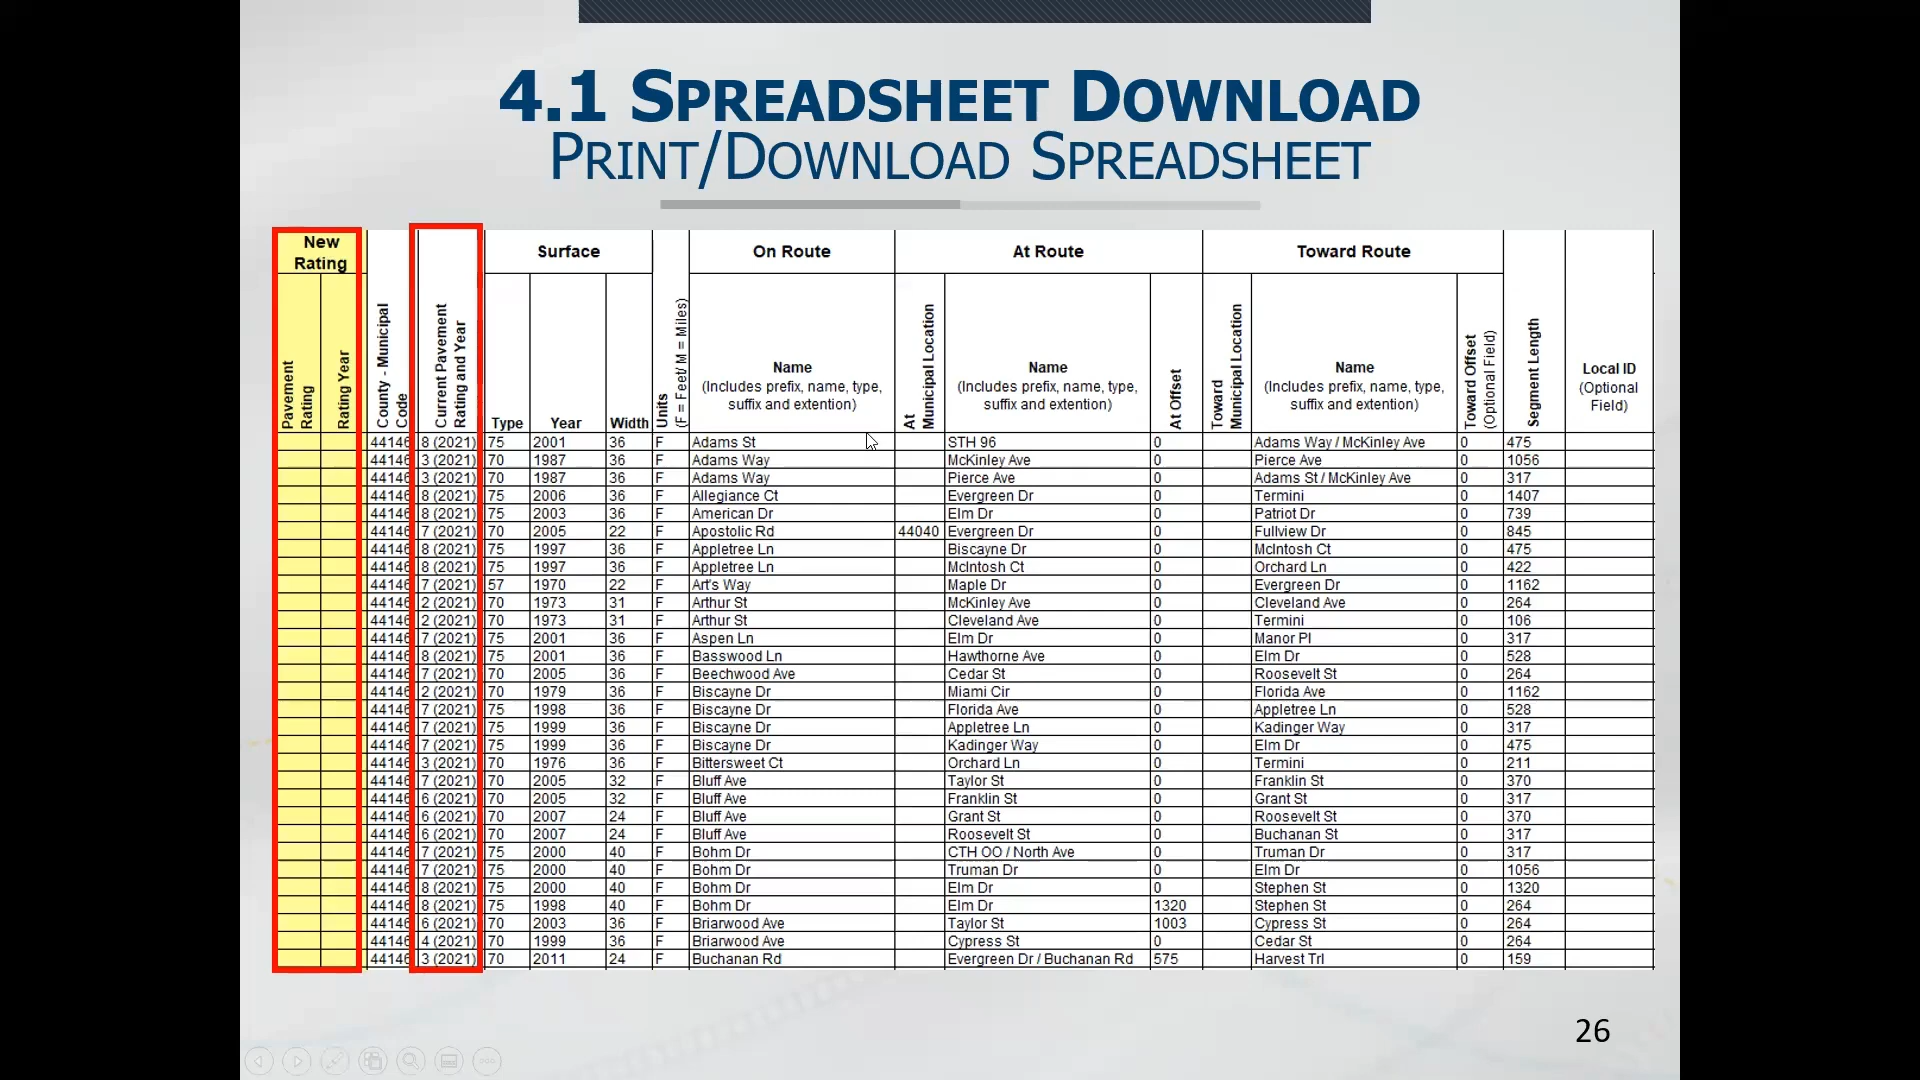 4.1 SPREADSHEET DOWNLOAD
PRINT/DOWNLOAD SPREADSHEET
New Rating Surface On Route At Route Toward Route
Pavement Rating Rating Year County - Municipal Code Current Pavement Rating and Year Type Year Width Units (F = Feet/ M = Miles) Name (Includes prefix, name, type, suffix and extention) At Municipal Location Name (Includes prefix, name, type, suffix and extention) At Offset Toward Municipal Location Name (Includes prefix, name, type, suffix and extention) Toward Offset (Optional Field) Segment Length Local ID (Optional Field)
44146 8 (2021) 75 2001 36 F Adams St STH 96 0 Adams Way / McKinley Ave 0 475
44146 3 (2021) 70 1987 36 F Adams Way McKinley Ave 0 Pierce Ave 0 1056
44146 3 (2021) 70 1987 36 F Adams Way Pierce Ave 0 Adams St / McKinley Ave 0 317
44146 8 (2021) 75 2006 36 F Allegiance Ct Evergreen Dr 0 Termini 0 1407
44146 8 (2021) 75 2003 36 F American Dr Elm Dr 0 Patriot Dr 0 739
44146 7 (2021) 70 2005 22 F Apostolic Rd 44040 Evergreen Dr 0 Fullview Dr 0 845
44146 8 (2021) 75 1997 36 F Appletree Ln Biscayne Dr 0 McIntosh Ct 0 475
44146 8 (2021) 75 1997 36 F Appletree Ln McIntosh Ct 0 Orchard Ln 0 422
44146 7 (2021) 57 1970 22 F Art's Way Maple Dr 0 Evergreen Dr 0 1162
44146 2 (2021) 70 1973 31 F Arthur St McKinley Ave 0 Cleveland Ave 0 264
44146 2 (2021) 70 1973 31 F Arthur St Cleveland Ave 0 Termini 0 106
44146 7 (2021) 75 2001 36 F Aspen Ln Elm Dr 0 Manor Pl 0 317
44146 8 (2021) 75 2001 36 F Basswood Ln Hawthorne Ave 0 Elm Dr 0 528
44146 7 (2021) 70 2005 36 F Beechwood Ave Cedar St 0 Roosevelt St 0 264
44146 2 (2021) 70 1979 36 F Biscayne Dr Miami Cir 0 Florida Ave 0 1162
44146 7 (2021) 75 1998 36 F Biscayne Dr Florida Ave 0 Appletree Ln 0 528
44146 7 (2021) 75 1999 36 F Biscayne Dr Appletree Ln 0 Kadinger Way 0 317
44146 7 (2021) 75 1999 36 F Biscayne Dr Kadinger Way 0 Elm Dr 0 475
44146 3 (2021) 70 1976 36 F Bittersweet Ct Orchard Ln 0 Termini 0 211
44146 7 (2021) 70 2005 32 F Bluff Ave Taylor St 0 Franklin St 0 370
44146 6 (2021) 70 2005 32 F Bluff Ave Franklin St 0 Grant St 0 317
44146 6 (2021) 70 2007 24 F Bluff Ave Grant St 0 Roosevelt St 0 370
44146 6 (2021) 70 2007 24 F Bluff Ave Roosevelt St 0 Buchanan St 0 317
44146 7 (2021) 75 2000 40 F Bohm Dr CTH OO / North Ave 0 Truman Dr 0 317
44146 7 (2021) 75 2000 40 F Bohm Dr Truman Dr 0 Elm Dr 0 1056
44146 8 (2021) 75 2000 40 F Bohm Dr Elm Dr 0 Stephen St 0 1320
44146 8 (2021) 75 1998 40 F Bohm Dr Elm Dr 1320 Stephen St 0 264
44146 6 (2021) 70 2003 36 F Briarwood Ave Taylor St 1003 Cypress St 0 264
44146 4 (2021) 70 1999 36 F Briarwood Ave Cypress St 0 Cedar St 0 264
44146 3 (2021) 70 2011 24 F Buchanan Rd Evergreen Dr / Buchanan Rd 575 Harvest Trl 0 159
26